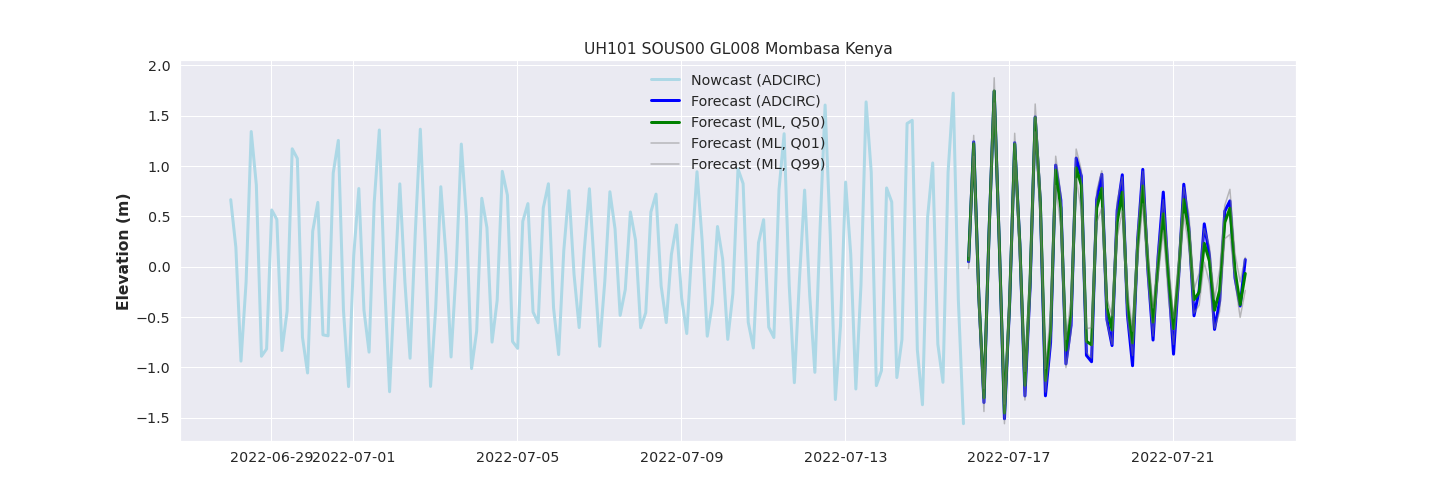 UH101 SOUS00 GL008 Mombasa Kenya
2.0
1.5
1.0
0.5
0.0
−0.5
−1.0
−1.5
Elevation (m)
Nowcast (ADCIRC)
Forecast (ADCIRC)
Forecast (ML, Q50)
Forecast (ML, Q01)
Forecast (ML, Q99)
2022-06-29 2022-07-01 2022-07-05 2022-07-09 2022-07-13 2022-07-17 2022-07-21